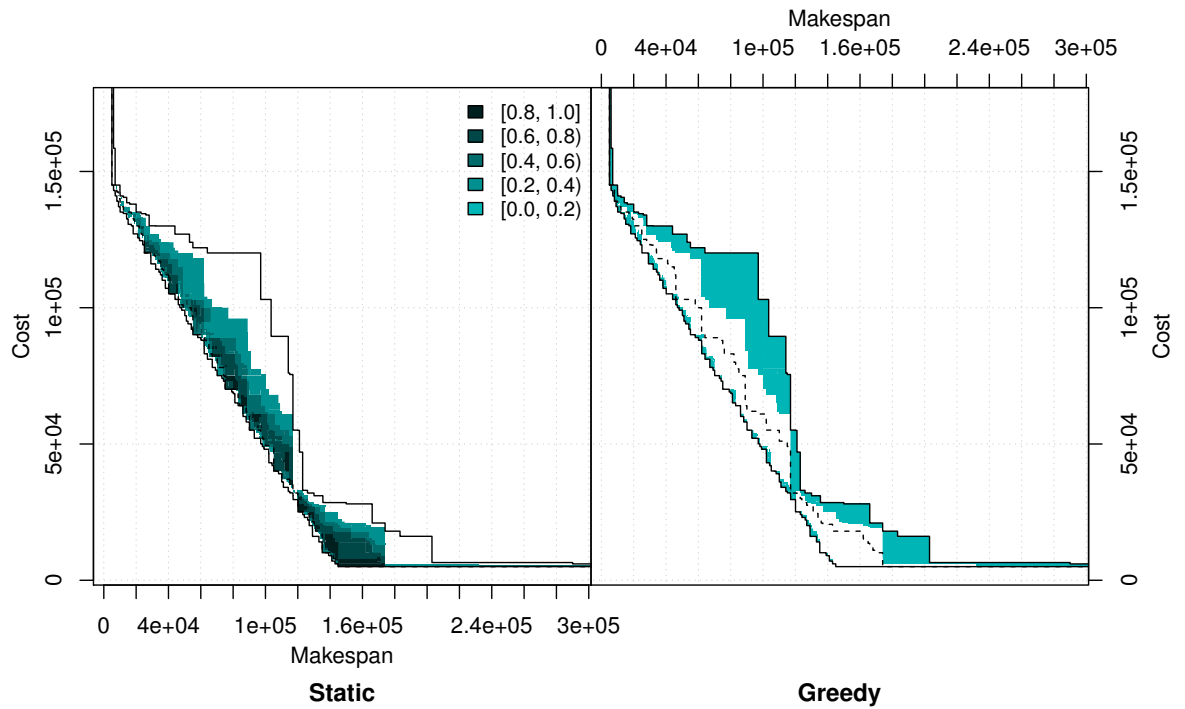 Makespan
0 4e+04 1e+05 1.6e+05 2.4e+05 3e+05
[0.8, 1.0]
[0.6, 0.8)
[0.4, 0.6)
[0.2, 0.4)
[0.0, 0.2)
Cost
0 5e+04 1e+05 1.5e+05
0 5e+04 1e+05 1.5e+05
Cost
0 4e+04 1e+05 1.6e+05 2.4e+05 3e+05
Makespan
Static
Greedy